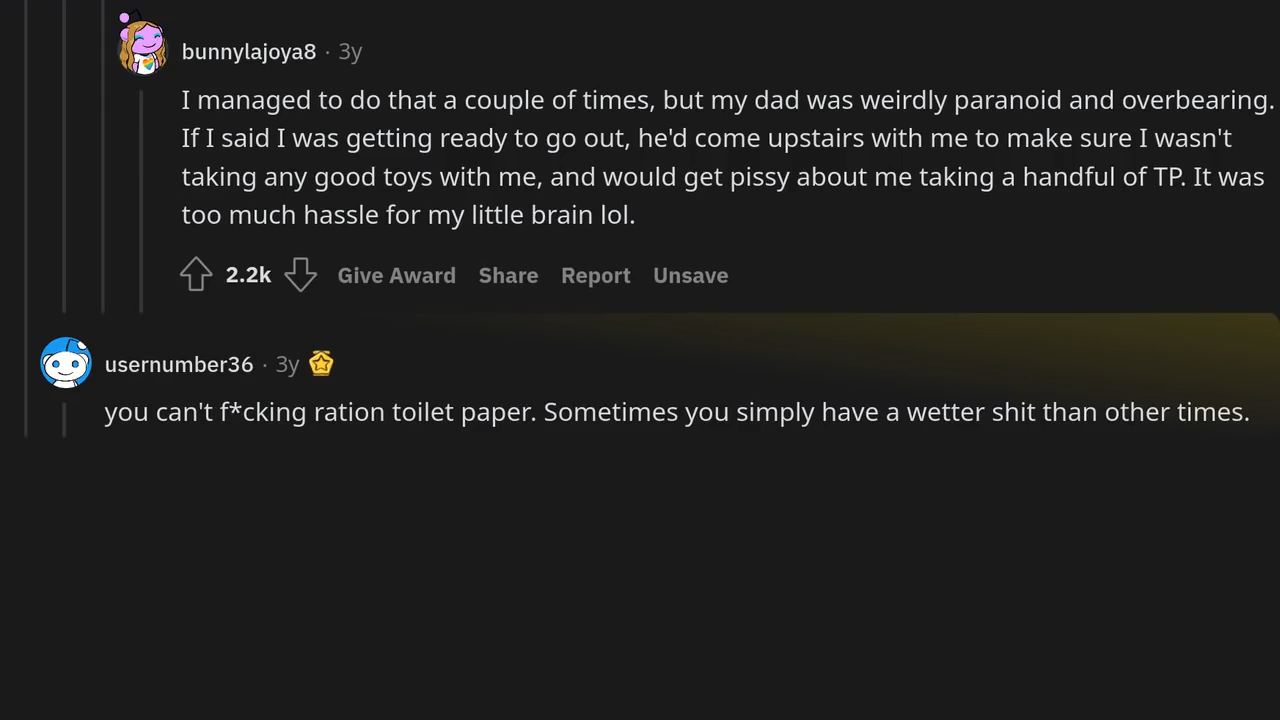 bunnylajoya8 · 3y
I managed to do that a couple of times, but my dad was weirdly paranoid and overbearing.
If I said I was getting ready to go out, he'd come upstairs with me to make sure I wasn't
taking any good toys with me, and would get pissy about me taking a handful of TP. It was
too much hassle for my little brain lol.
2.2k Give Award Share Report Unsave
usernumber36 · 3y
you can't f*cking ration toilet paper. Sometimes you simply have a wetter shit than other times.